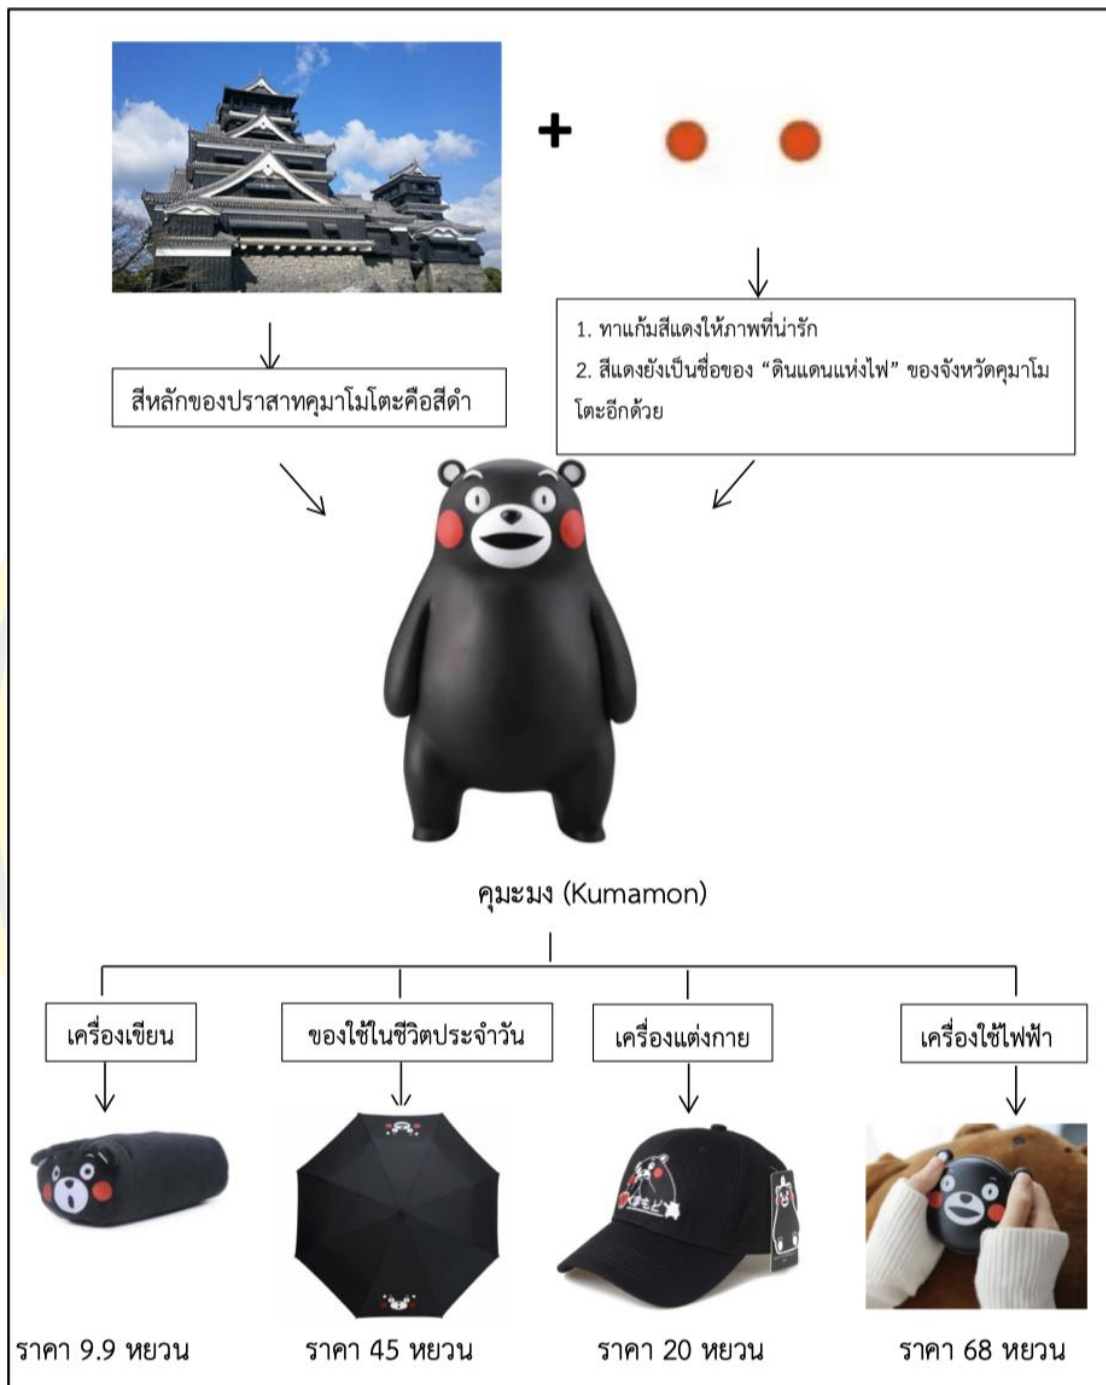 +
สีหลักของปราสาทคุมาโมโตะคือสีดำ
1. ทาแก้มสีแดงให้ภาพที่น่ารัก
2. สีแดงยังเป็นชื่อของ “ดินแดนแห่งไฟ” ของจังหวัดคุมาโม
โตะอีกด้วย
คุมะมง (Kumamon)
เครื่องเขียน
ของใช้ในชีวิตประจำวัน
เครื่องแต่งกาย
เครื่องใช้ไฟฟ้า
ราคา 9.9 หยวน
ราคา 45 หยวน
ราคา 20 หยวน
ราคา 68 หยวน